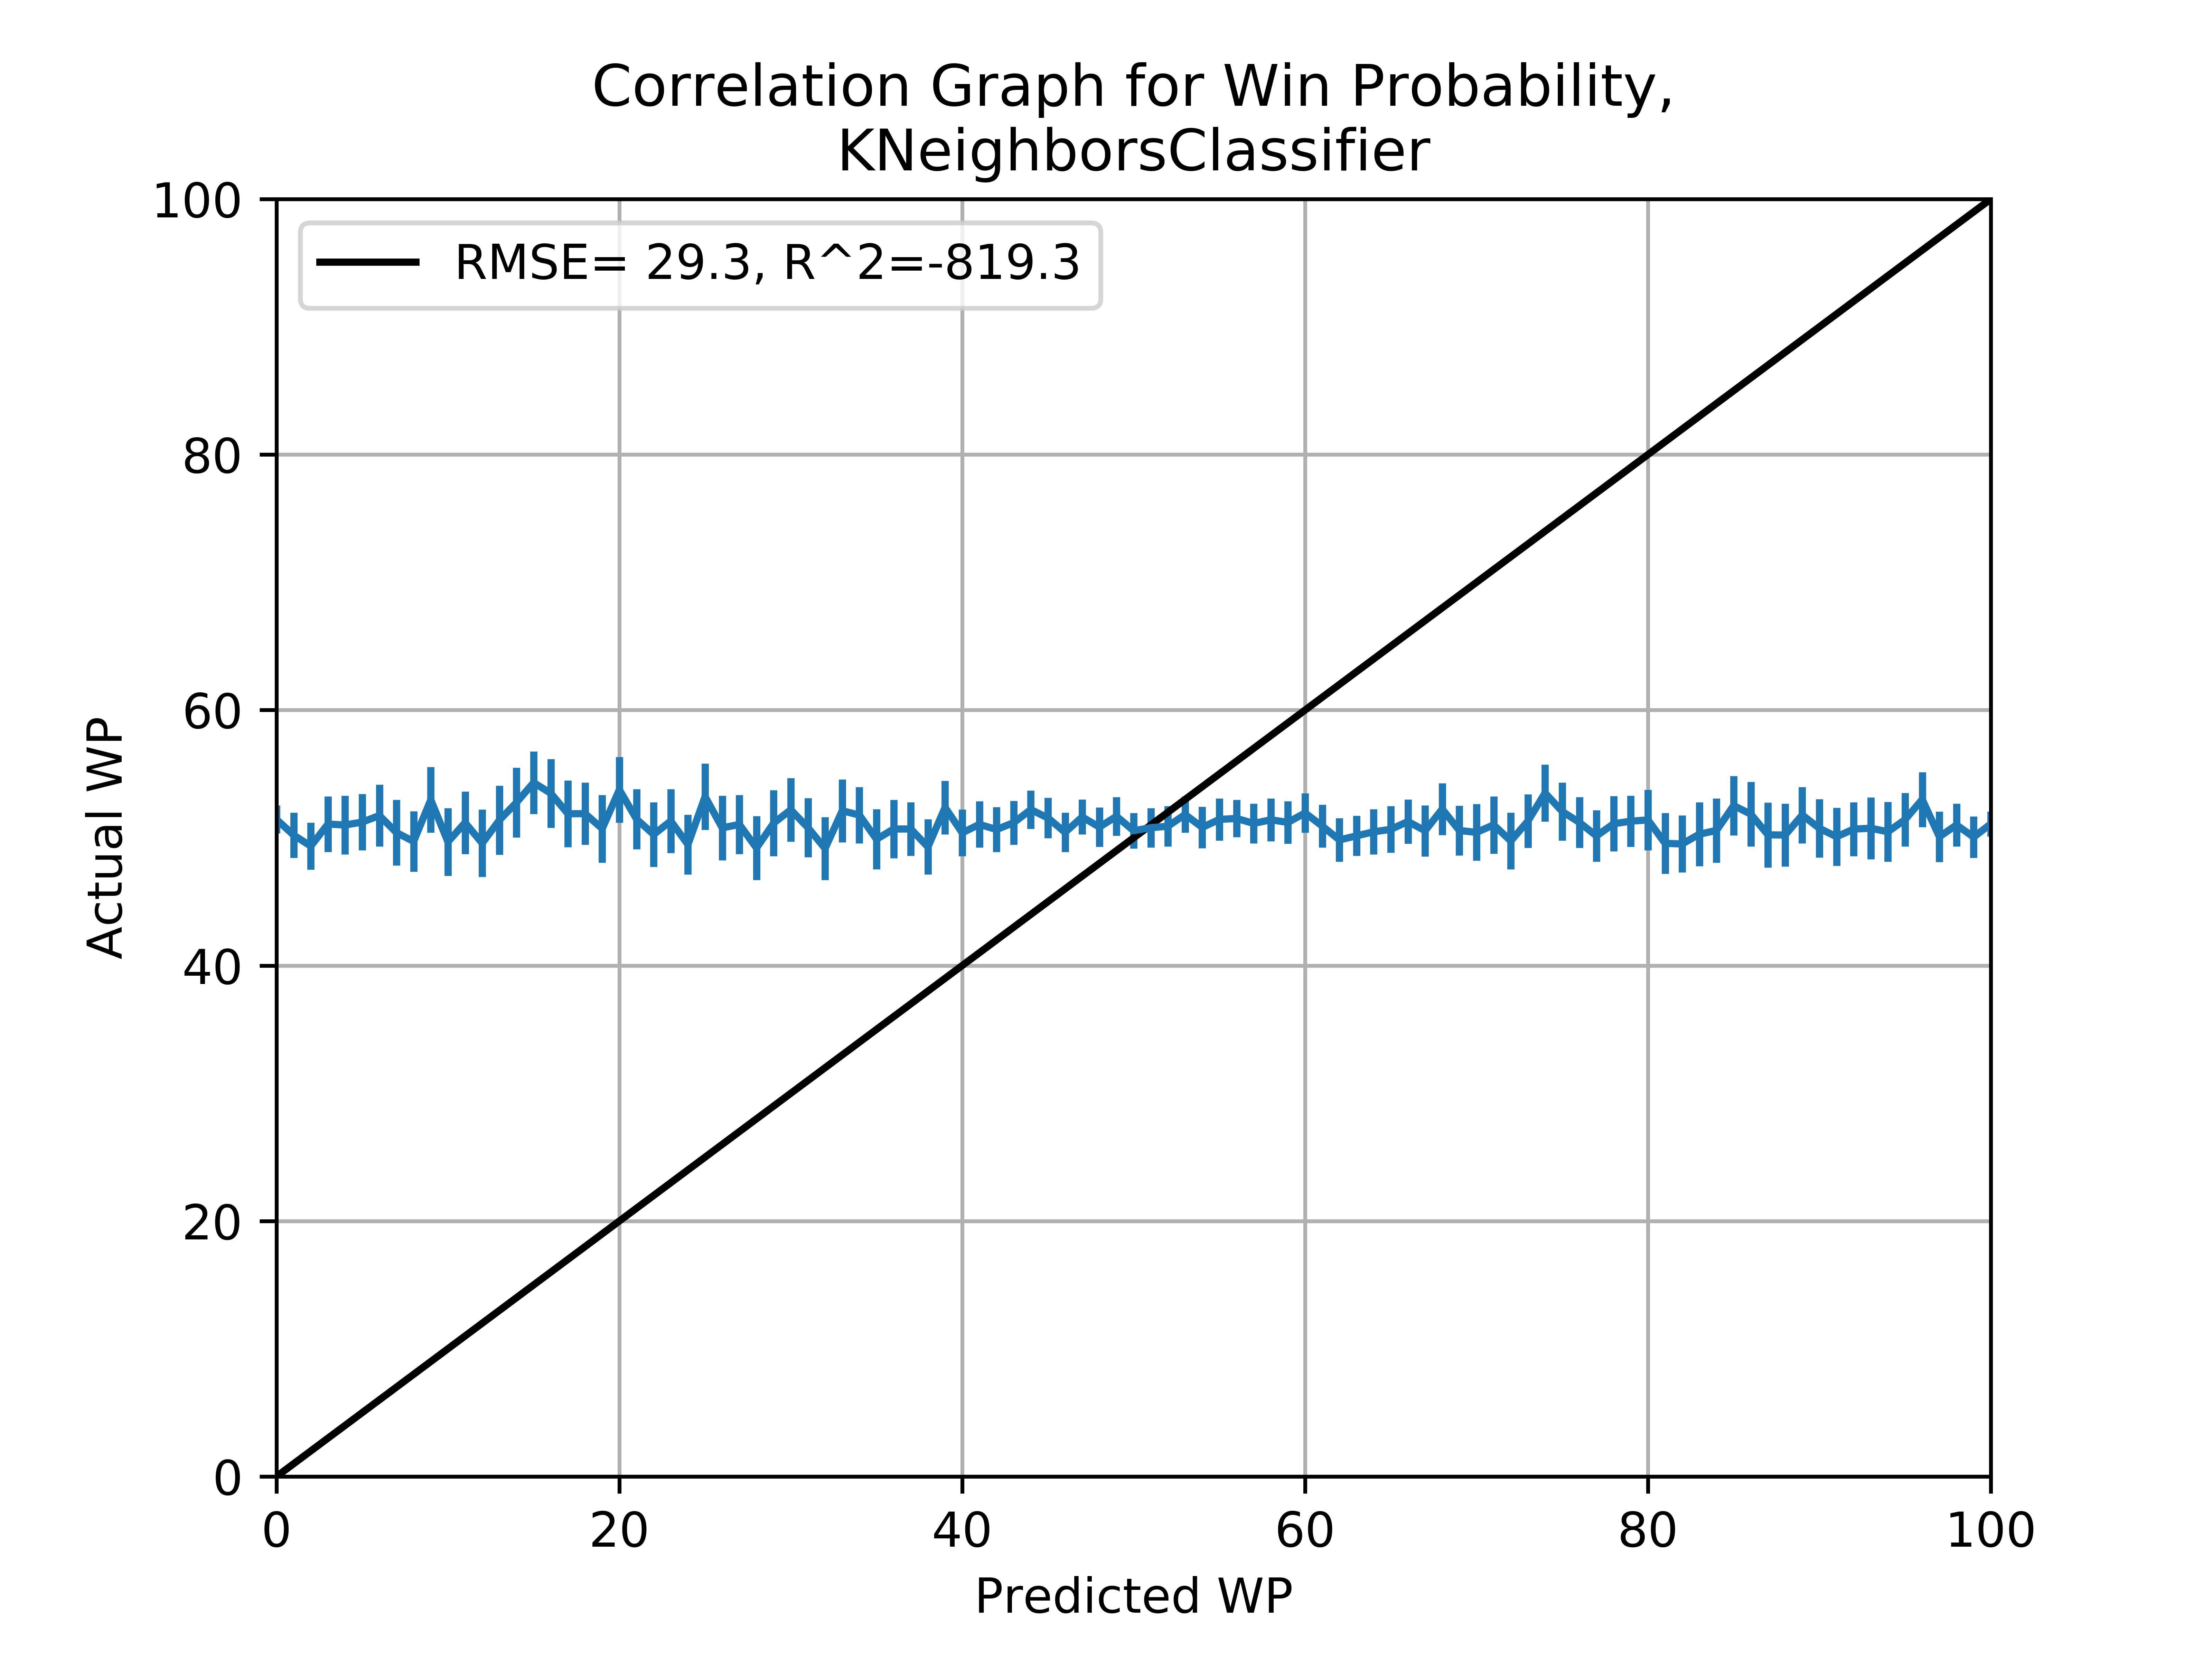 Correlation Graph for Win Probability,
KNeighborsClassifier
RMSE= 29.3, R^2=-819.3
100
80
60
40
20
0
Actual WP
0 20 40 60 80 100
Predicted WP